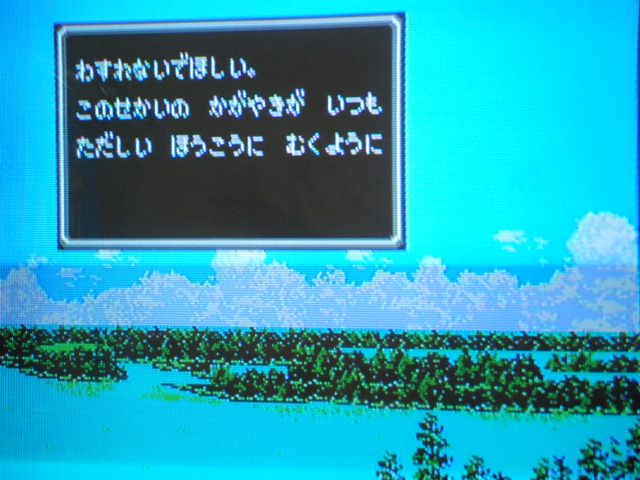 わすれないでほしい。
このせかいの　かがやきが　いつも
ただしい　ほうこうに　むくように